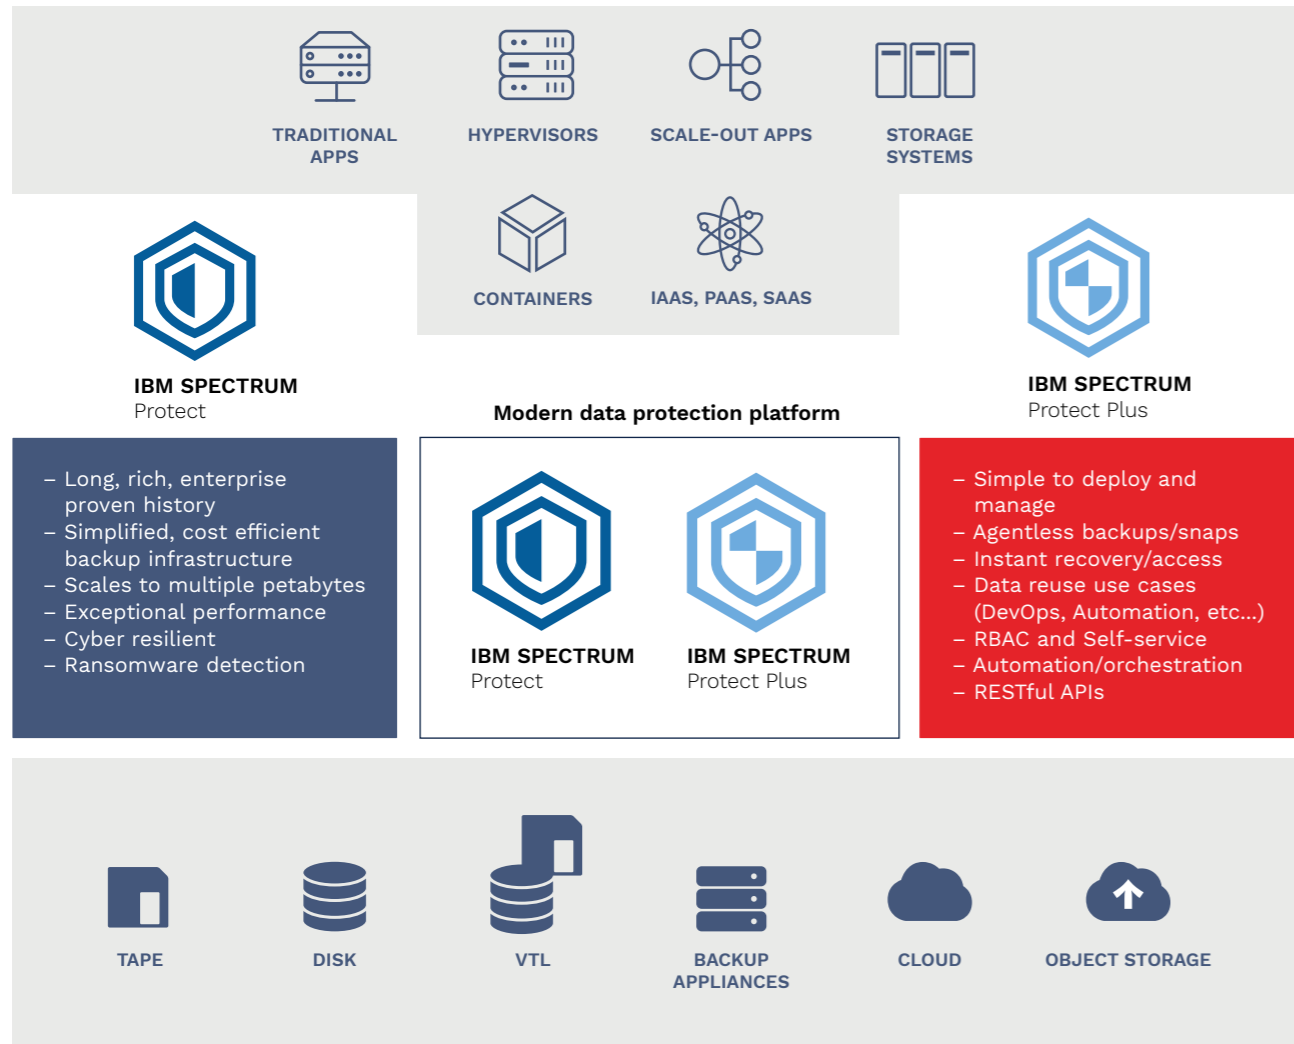 TRADITIONAL
APPS
HYPERVISORS
SCALE-OUT APPS
STORAGE
SYSTEMS
CONTAINERS
IAAS, PAAS, SAAS
IBM SPECTRUM
Protect
IBM SPECTRUM
Protect Plus
Modern data protection platform
– Long, rich, enterprise
proven history
– Simplified, cost efficient
backup infrastructure
– Scales to multiple petabytes
– Exceptional performance
– Cyber resilient
– Ransomware detection
IBM SPECTRUM
Protect
IBM SPECTRUM
Protect Plus
– Simple to deploy and
manage
– Agentless backups/snaps
– Instant recovery/access
– Data reuse use cases
(DevOps, Automation, etc...)
– RBAC and Self-service
– Automation/orchestration
– RESTful APIs
TAPE
DISK
VTL
BACKUP
APPLIANCES
CLOUD
OBJECT STORAGE